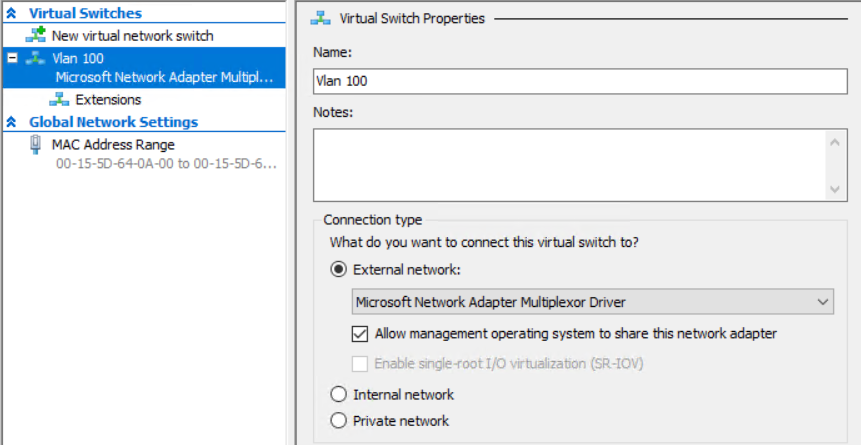 Virtual Switches
New virtual network switch
Vlan 100
Microsoft Network Adapter Multipl...
Extensions
Global Network Settings
MAC Address Range
00-15-5D-64-0A-00 to 00-15-5D-6...
Virtual Switch Properties
Name:
Vlan 100
Notes:
Connection type
What do you want to connect this virtual switch to?
External network:
Microsoft Network Adapter Multiplexor Driver
Allow management operating system to share this network adapter
Enable single-root I/O virtualization (SR-IOV)
Internal network
Private network